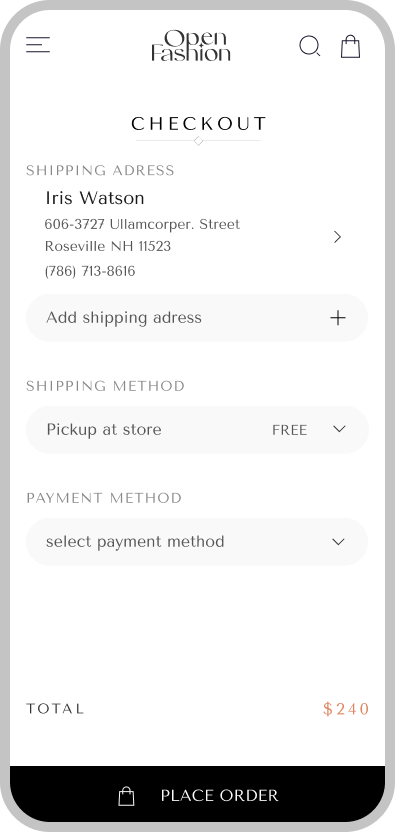 Open
Fashion
CHECKOUT
SHIPPING ADRESS
Iris Watson
606-3727 Ullamcorper. Street
Roseville NH 11523
(786) 713-8616
Add shipping adress
SHIPPING METHOD
Pickup at store FREE
PAYMENT METHOD
select payment method
TOTAL $240
PLACE ORDER